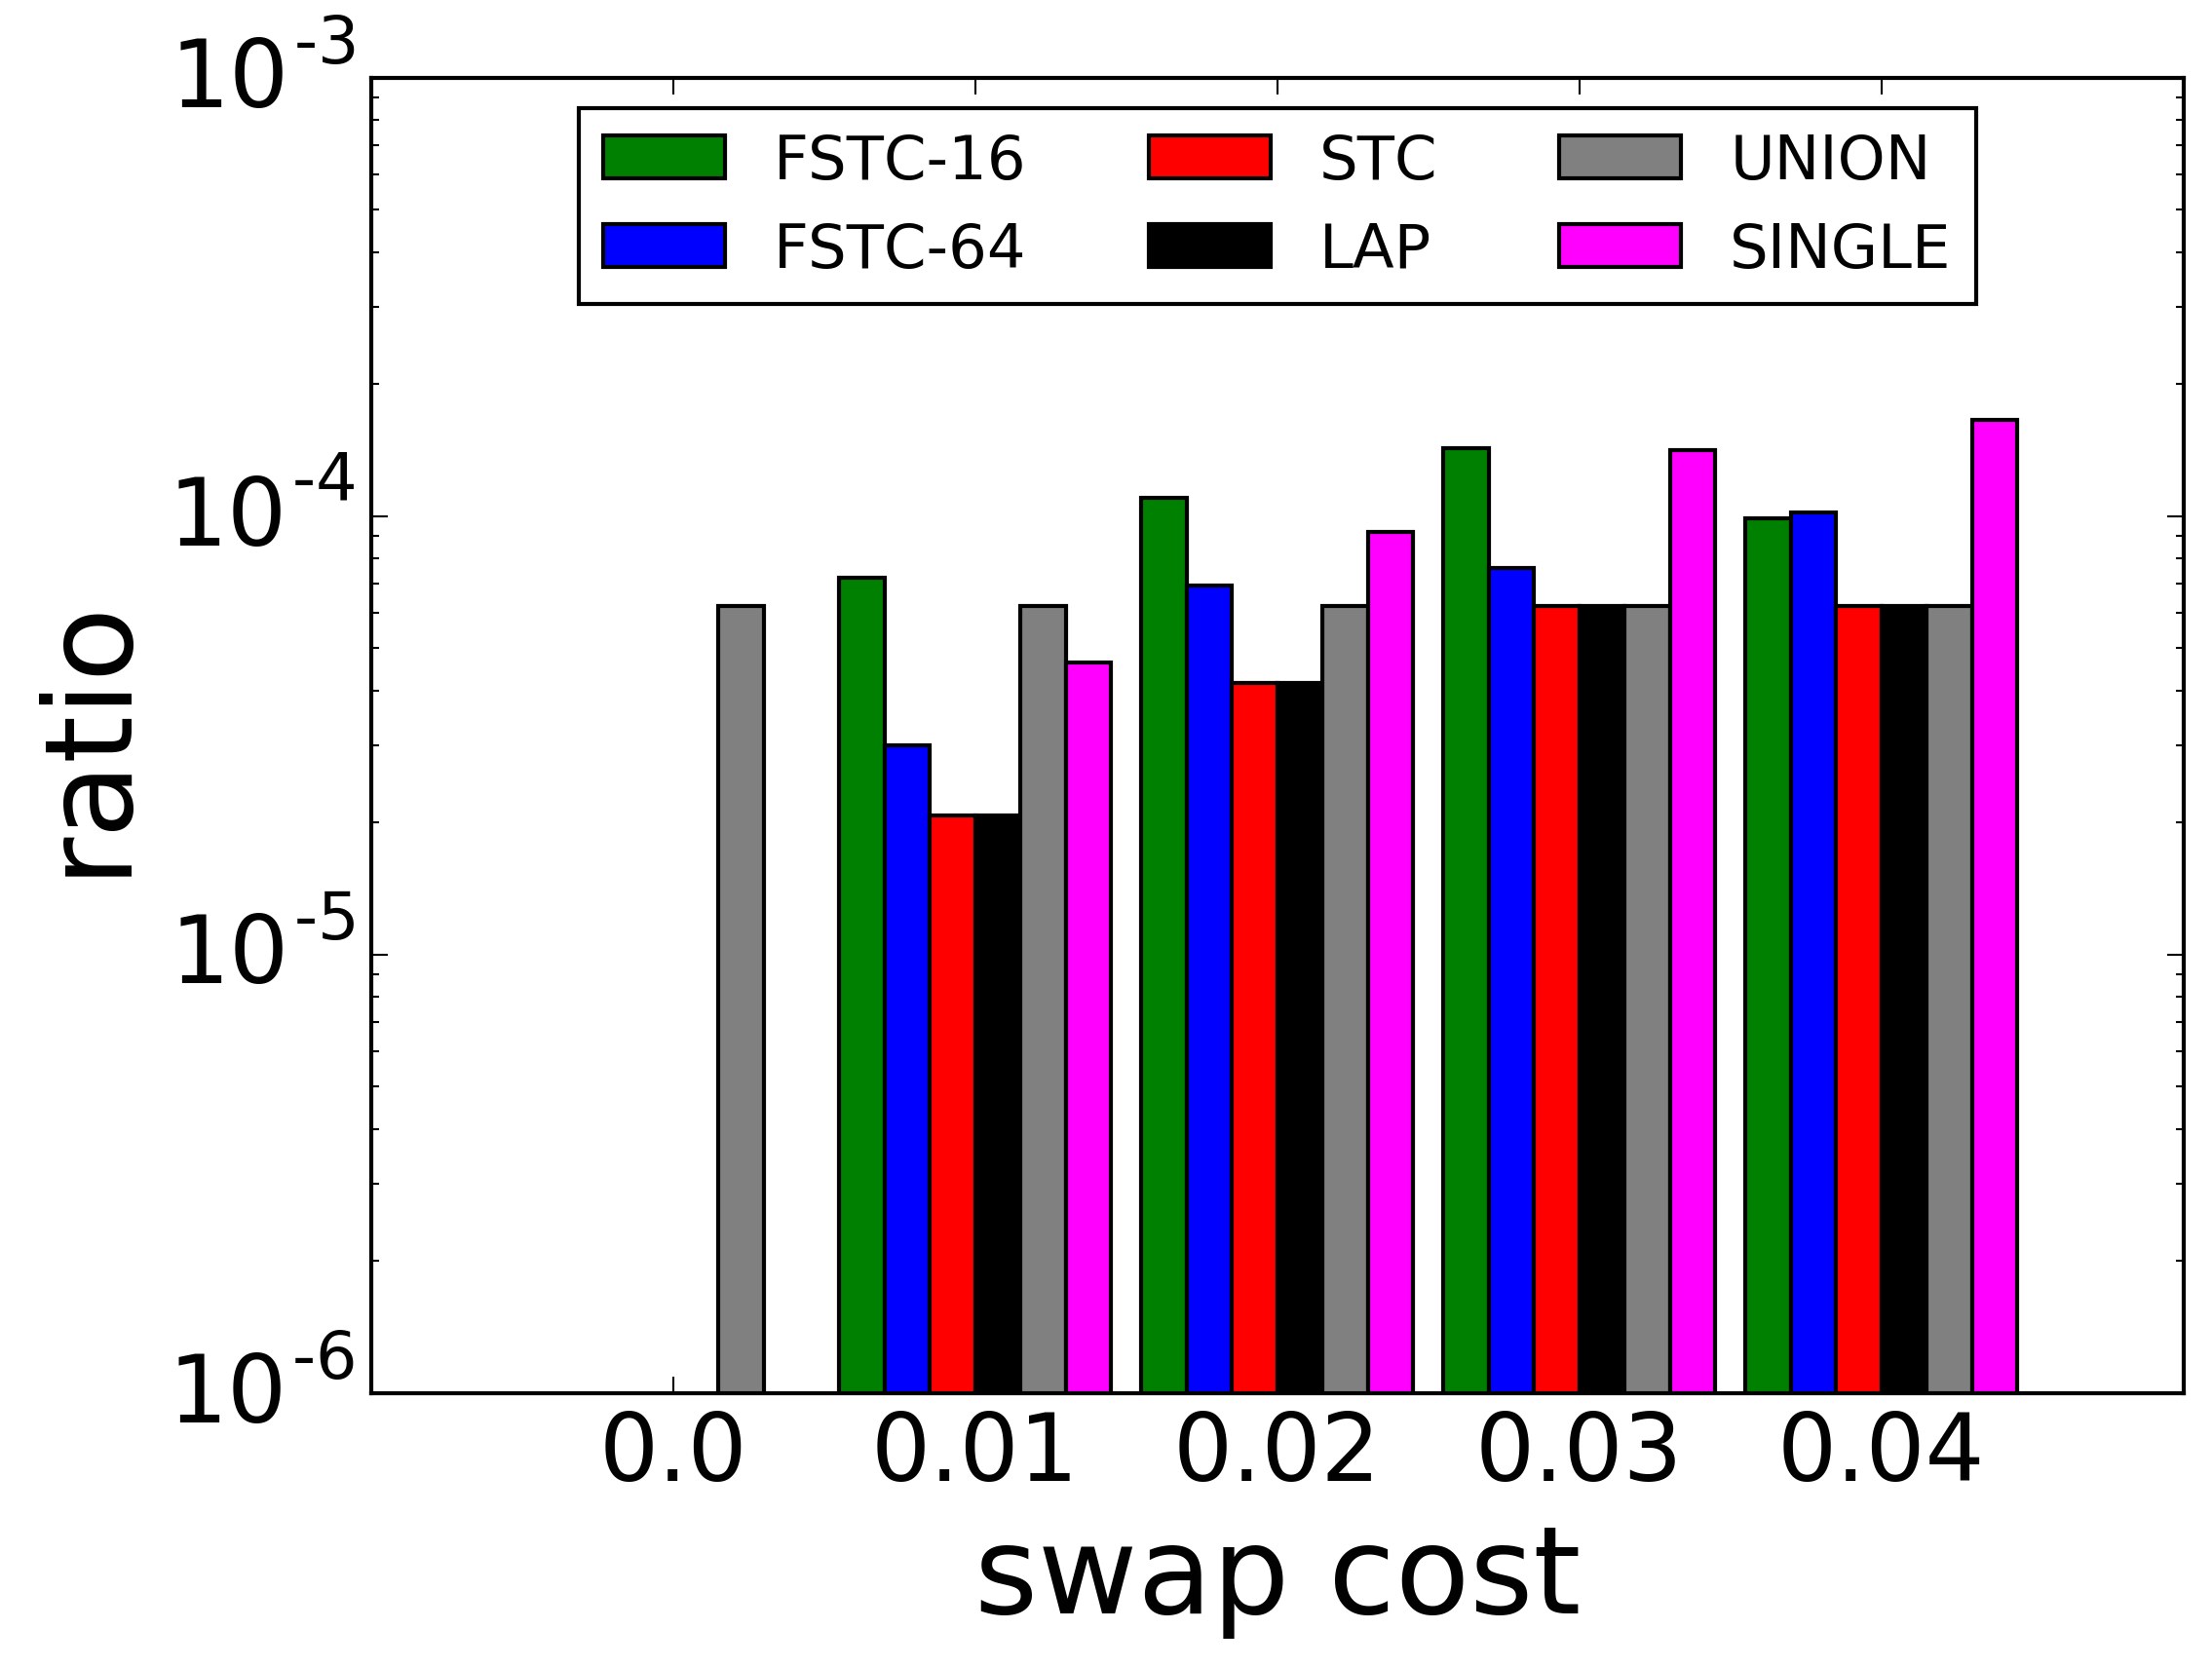 10^-3
FSTC-16 STC UNION
FSTC-64 LAP SINGLE
10^-4
ratio
10^-5
10^-6
0.0 0.01 0.02 0.03 0.04
swap cost